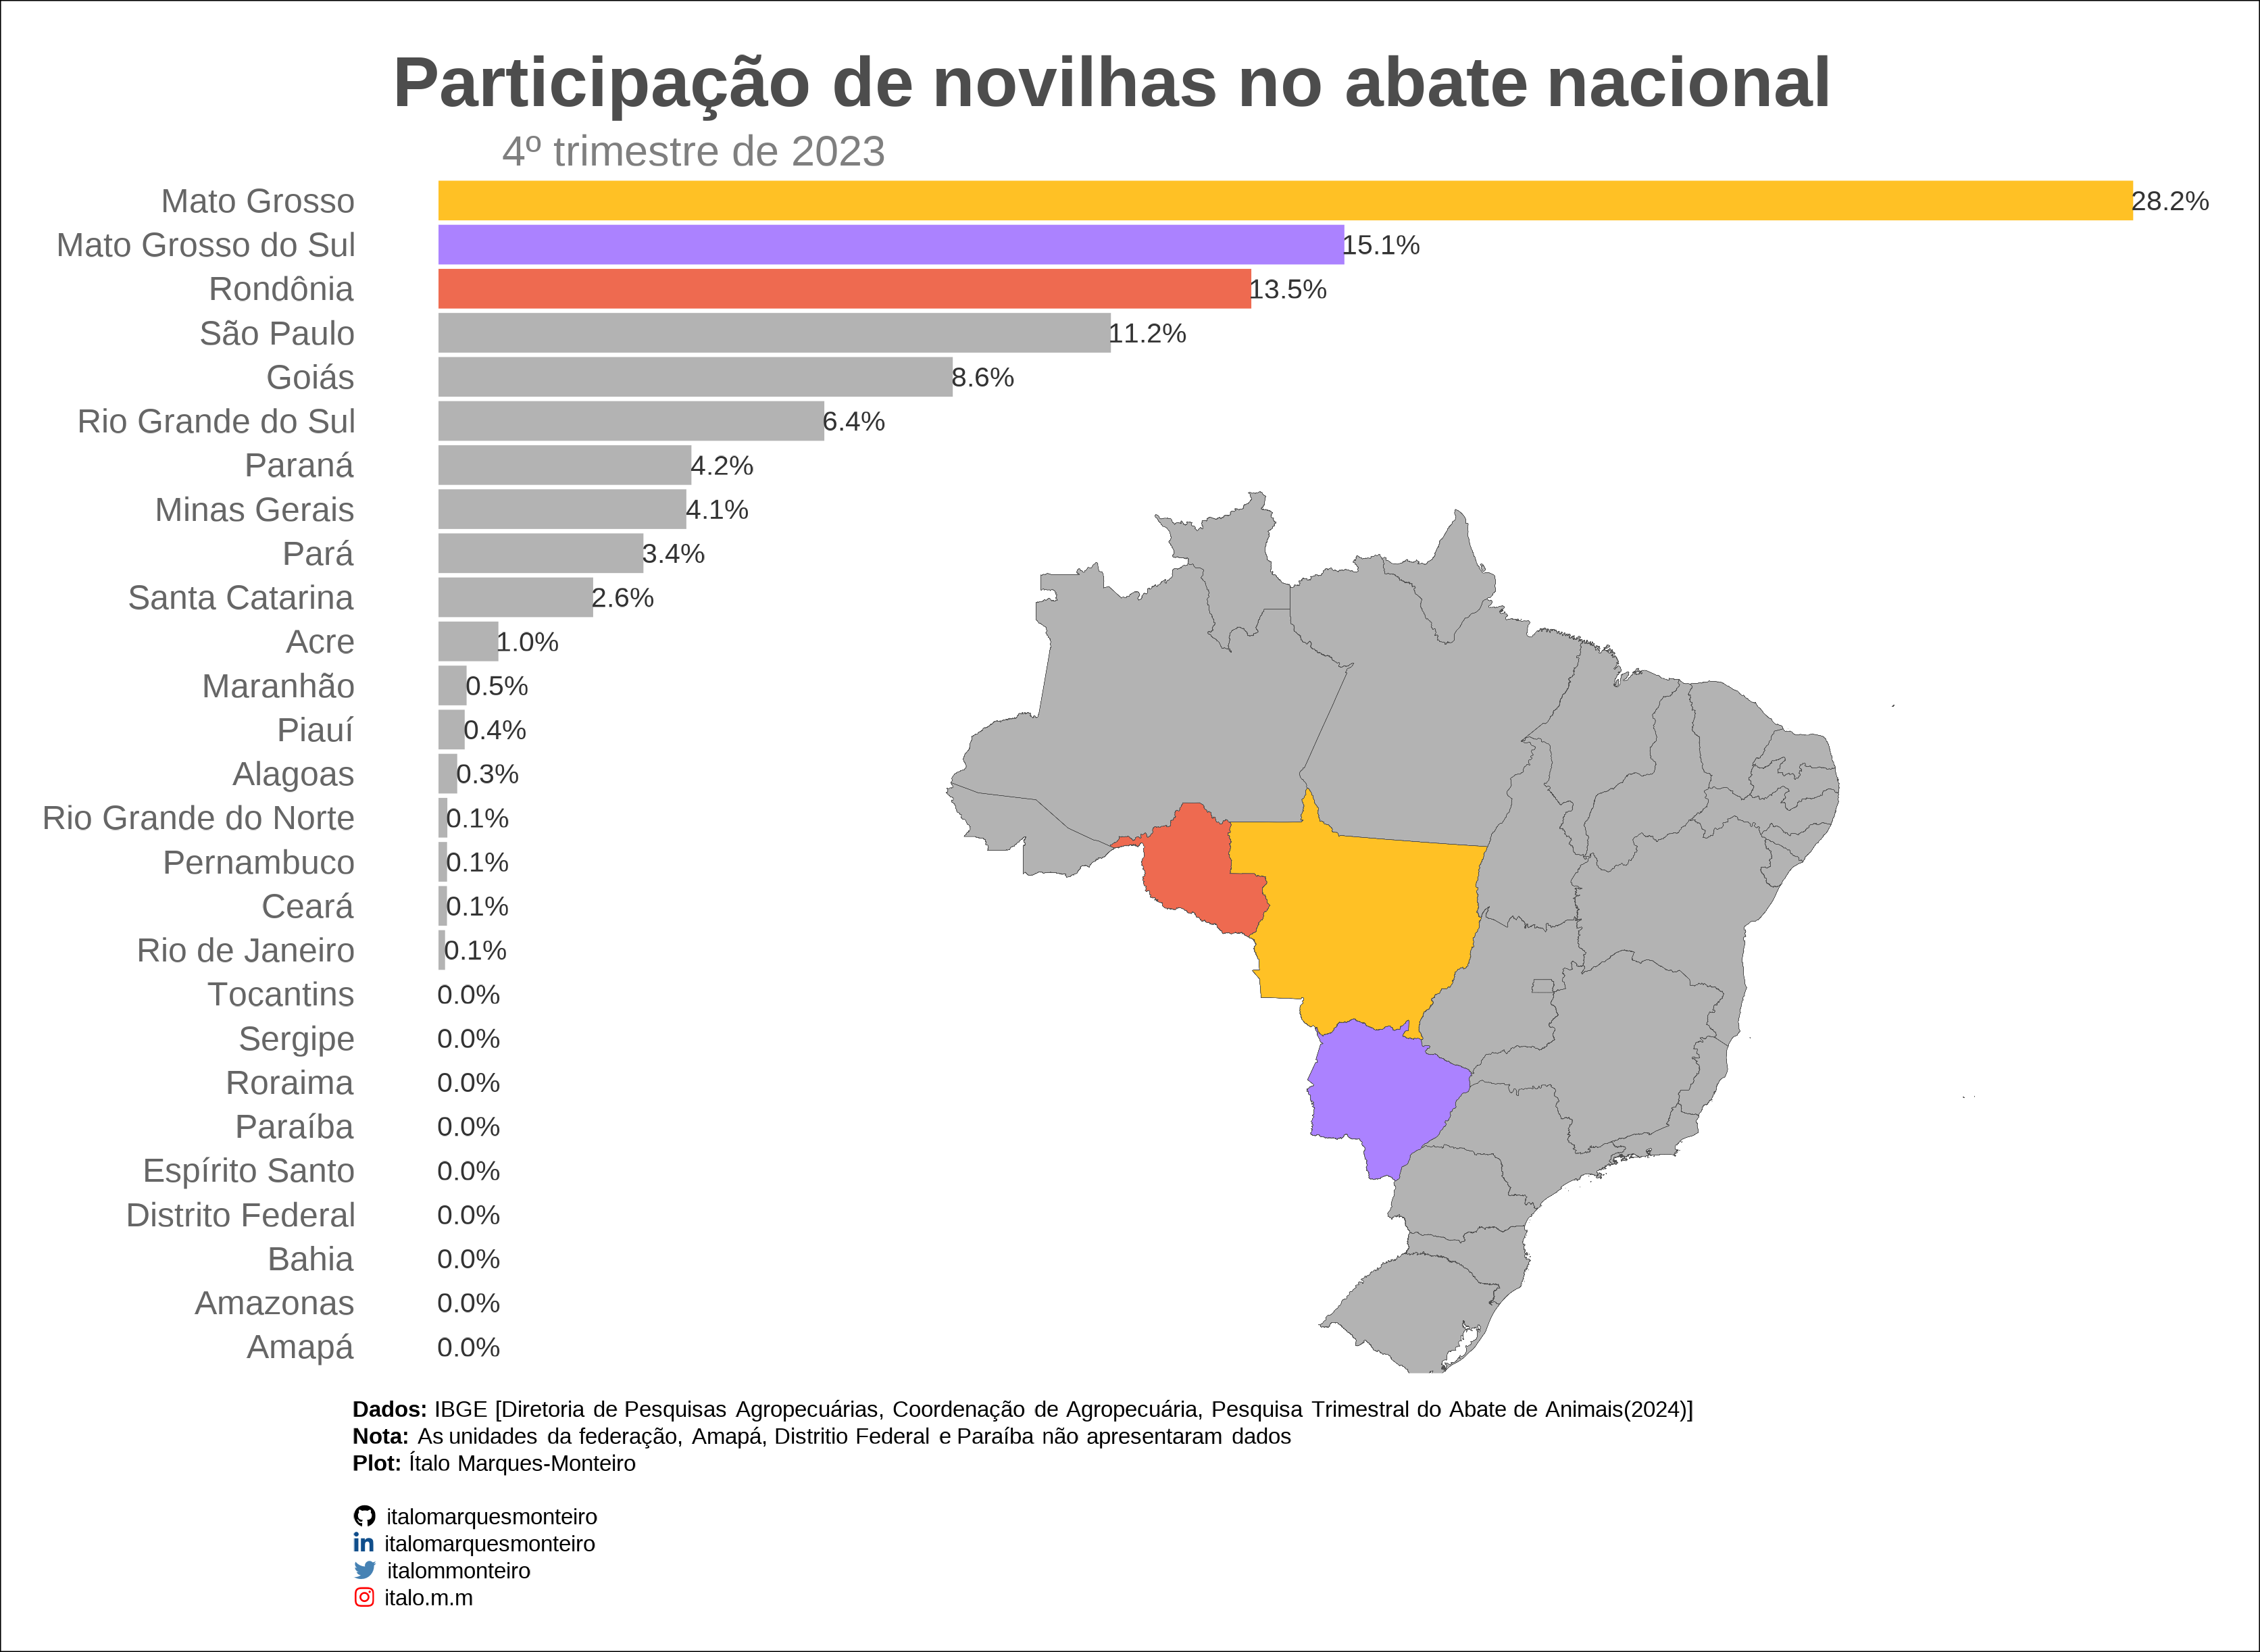 Participação de novilhas no abate nacional
4º trimestre de 2023
Mato Grosso 28.2%
Mato Grosso do Sul 15.1%
Rondônia 13.5%
São Paulo 11.2%
Goiás 8.6%
Rio Grande do Sul 6.4%
Paraná 4.2%
Minas Gerais 4.1%
Pará 3.4%
Santa Catarina 2.6%
Acre 1.0%
Maranhão 0.5%
Piauí 0.4%
Alagoas 0.3%
Rio Grande do Norte 0.1%
Pernambuco 0.1%
Ceará 0.1%
Rio de Janeiro 0.1%
Tocantins 0.0%
Sergipe 0.0%
Roraima 0.0%
Paraíba 0.0%
Espírito Santo 0.0%
Distrito Federal 0.0%
Bahia 0.0%
Amazonas 0.0%
Amapá 0.0%
Dados: IBGE [Diretoria de Pesquisas Agropecuárias, Coordenação de Agropecuária, Pesquisa Trimestral do Abate de Animais(2024)]
Nota: As unidades da federação, Amapá, Distritio Federal e Paraíba não apresentaram dados
Plot: Ítalo Marques-Monteiro
italomarquesmonteiro
italomarquesmonteiro
italommonteiro
italo.m.m